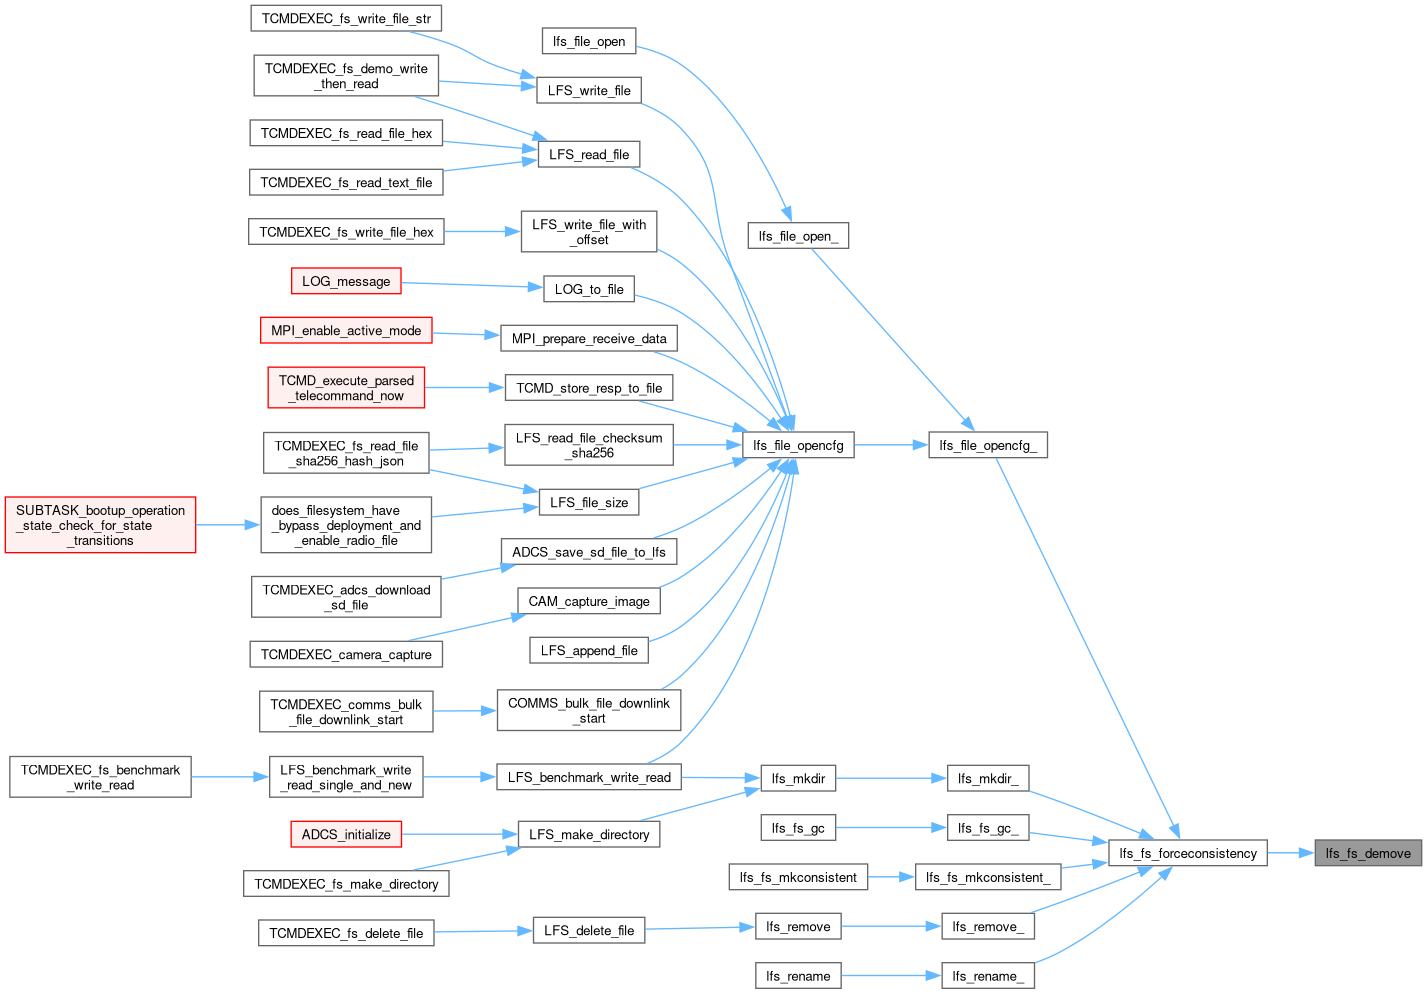 TCMDEXEC_fs_write_file_str
lfs_file_open
TCMDEXEC_fs_demo_write
_then_read
LFS_write_file
TCMDEXEC_fs_read_file_hex
LFS_read_file
TCMDEXEC_fs_read_text_file
TCMDEXEC_fs_write_file_hex
LFS_write_file_with
_offset
lfs_file_open_
LOG_message
LOG_to_file
MPI_enable_active_mode
MPI_prepare_receive_data
TCMD_execute_parsed
_telecommand_now
TCMD_store_resp_to_file
TCMDEXEC_fs_read_file
_sha256_hash_json
LFS_read_file_checksum
_sha256
lfs_file_opencfg
lfs_file_opencfg_
LFS_file_size
SUBTASK_bootup_operation
_state_check_for_state
_transitions
does_filesystem_have
_bypass_deployment_and
_enable_radio_file
ADCS_save_sd_file_to_lfs
TCMDEXEC_adcs_download
_sd_file
CAM_capture_image
TCMDEXEC_camera_capture
LFS_append_file
TCMDEXEC_comms_bulk
_file_downlink_start
COMMS_bulk_file_downlink
_start
TCMDEXEC_fs_benchmark
_write_read
LFS_benchmark_write
_read_single_and_new
LFS_benchmark_write_read
lfs_mkdir
lfs_mkdir_
ADCS_initialize
LFS_make_directory
lfs_fs_gc
lfs_fs_gc_
lfs_fs_forceconsistency
lfs_fs_demove
TCMDEXEC_fs_make_directory
lfs_fs_mkconsistent
lfs_fs_mkconsistent_
TCMDEXEC_fs_delete_file
LFS_delete_file
lfs_remove
lfs_remove_
lfs_rename
lfs_rename_